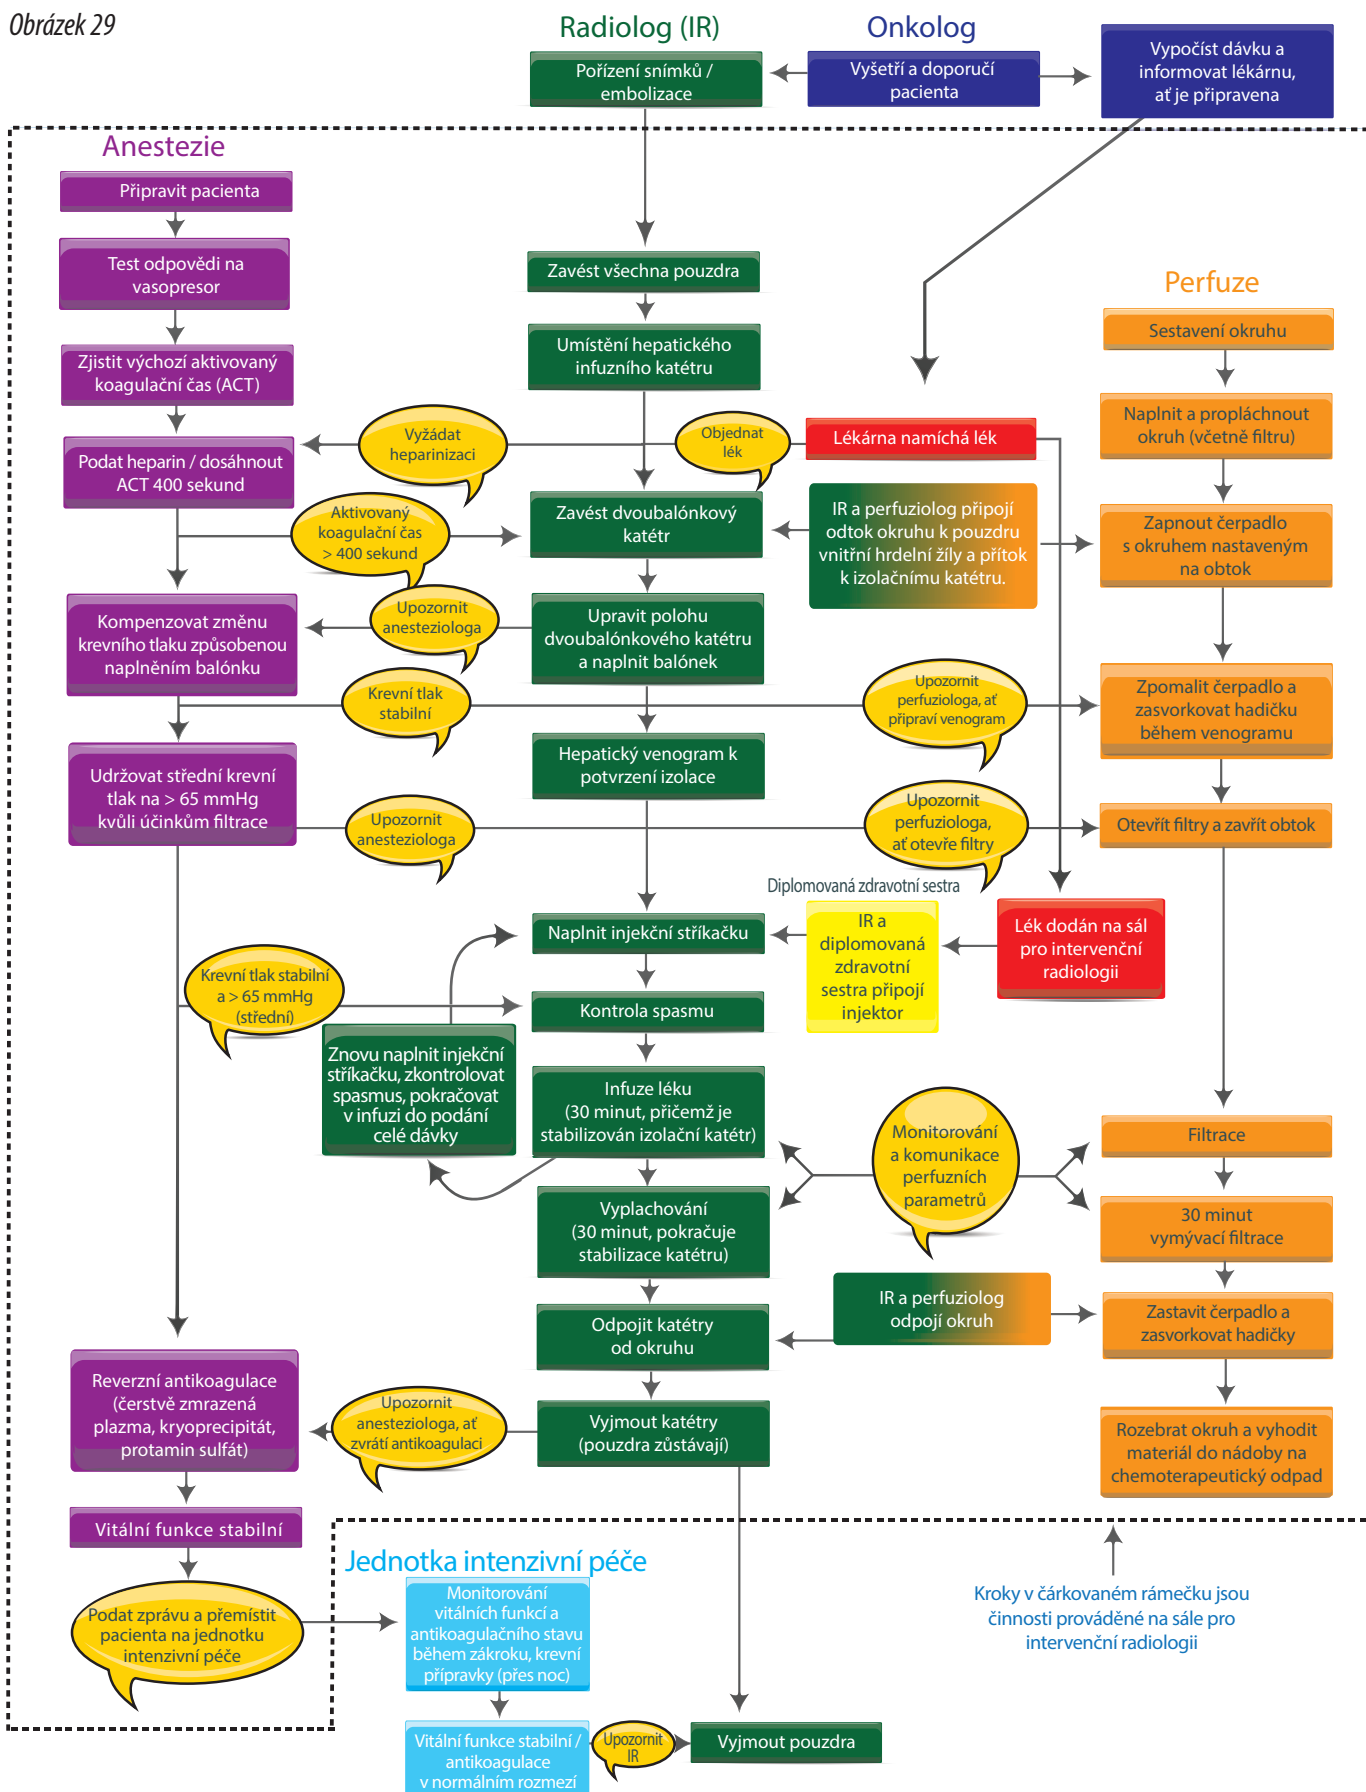 Obrázek 29
Radiolog (IR)
Onkolog
Pořízení snímků /
embolizace
Vyšetří a doporučí
pacienta
Vypočíst dávku a
informovat lékárnu,
ať je připravena
Anestezie
Připravit pacienta
Test odpovědi na
vasopresor
Zjistit výchozí aktivovaný
koagulační čas (ACT)
Podat heparin / dosáhnout
ACT 400 sekund
Kompenzovat změnu
krevního tlaku způsobenou
naplněním balónku
Udržovat střední krevní
tlak na > 65 mmHg
kvůli účinkům filtrace
Reverzní antikoagulace
(čerstvě zmrazená
plazma, kryoprecipitát,
protamin sulfát)
Vitální funkce stabilní
Podat zprávu a přemístit
pacienta na jednotku
intenzivní péče
Vyžádat
heparinizaci
Aktivovaný
koagulační čas
> 400 sekund
Upozornit
anesteziologa
Krevní tlak
stabilní
Upozornit
anesteziologa
Krevní tlak stabilní
a > 65 mmHg
(střední)
Znovu naplnit injekční
stříkačku, zkontrolovat
spasmus, pokračovat
v infuzi do podání
celé dávky
Upozornit
anesteziologa, ať
zvrátí antikoagulaci
Zavést všechna pouzdra
Umístění hepatického
infuzního katétru
Zavést dvoubalónkový
katétr
Upravit polohu
dvoubalónkového katétru
a naplnit balónek
Hepatický venogram k
potvrzení izolace
Naplnit injekční stříkačku
Kontrola spasmu
Infuze léku
(30 minut, přičemž je
stabilizován izolační katétr)
Vyplachování
(30 minut, pokračuje
stabilizace katétru)
Odpojit katétry
od okruhu
Vyjmout katétry
(pouzdra zůstávají)
Objednat
lék
Lékárna namíchá lék
IR a perfuziolog připojí
odtok okruhu k pouzdru
vnitřní hrdelní žíly a přítok
k izolačnímu katétru.
Upozornit
perfuziologa, ať
připraví venogram
Upozornit
perfuziologa,
ať otevře filtry
Diplomovaná zdravotní sestra
IR a
diplomovaná
zdravotní
sestra připojí
injektor
Lék dodán na sál
pro intervenční
radiologii
Monitorování
a komunikace
perfuzních
parametrů
IR a perfuziolog
odpojí okruh
Perfuze
Sestavení okruhu
Naplnit a propláchnout
okruh (včetně filtru)
Zapnout čerpadlo
s okruhem nastaveným
na obtok
Zpomalit čerpadlo a
zasvorkovat hadičku
během venogramu
Otevřít filtry a zavřít obtok
Filtrace
30 minut
vymývací filtrace
Zastavit čerpadlo a
zasvorkovat hadičky
Rozebrat okruh a vyhodit
materiál do nádoby na
chemoterapeutický odpad
Jednotka intenzivní péče
Monitorování
vitálních funkcí a
antikoagulačního stavu
během zákroku, krevní
přípravky (přes noc)
Vitální funkce stabilní /
antikoagulace
v normálním rozmezí
Upozornit
IR
Vyjmout pouzdra
Kroky v čárkovaném rámečku jsou
činnosti prováděné na sále pro
intervenční radiologii